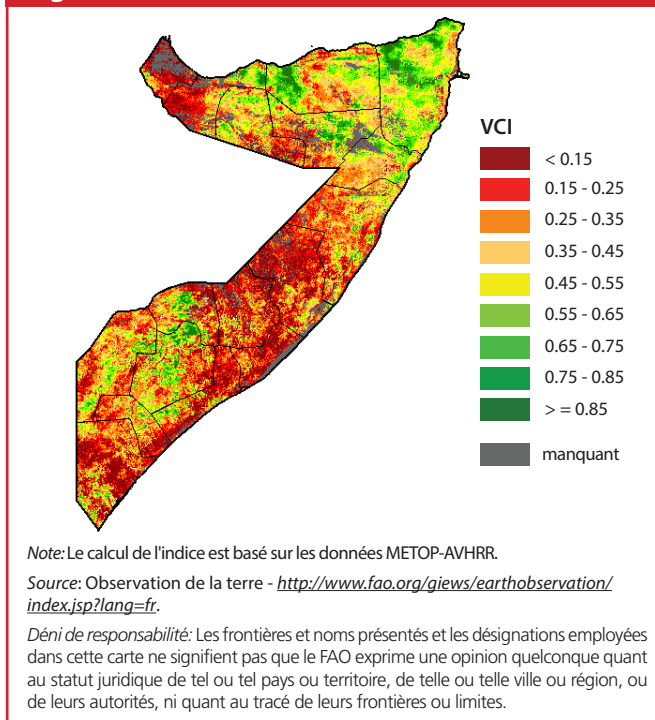 VCI
< 0.15
0.15 - 0.25
0.25 - 0.35
0.35 - 0.45
0.45 - 0.55
0.55 - 0.65
0.65 - 0.75
0.75 - 0.85
> = 0.85
manquant
Note: Le calcul de l'indice est basé sur les données METOP-AVHRR.
Source: Observation de la terre - http://www.fao.org/giews/earthobservation/
index.jsp?lang=fr.
Déni de responsabilité: Les frontières et noms présentés et les désignations employées
dans cette carte ne signifient pas que le FAO exprime une opinion quelconque quant
au statut juridique de tel ou tel pays ou territoire, de telle ou telle ville ou région, ou
de leurs autorités, ni quant au tracé de leurs frontières ou limites.